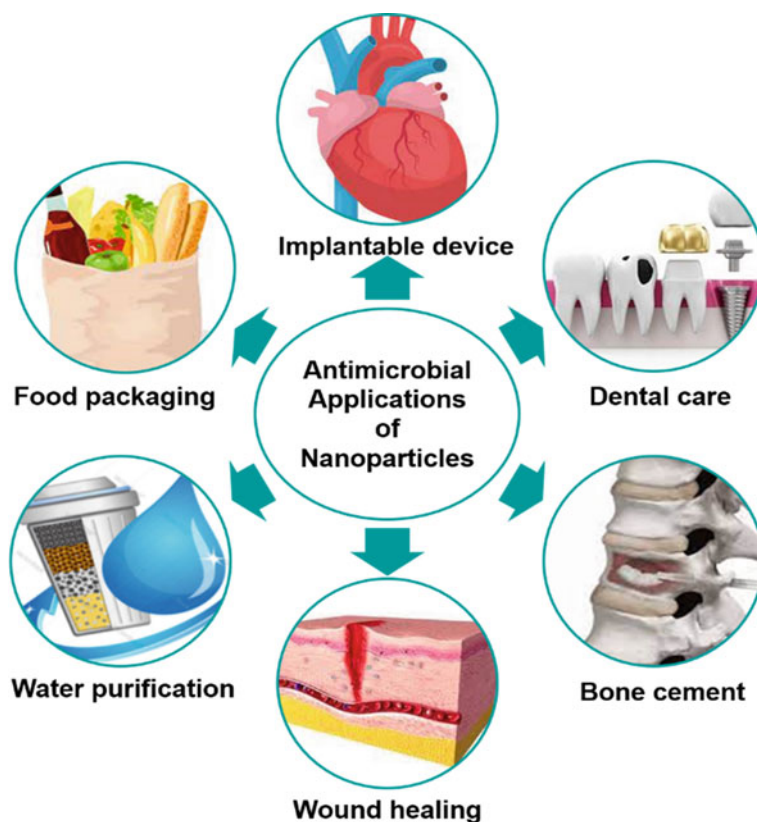 Implantable device
Food packaging
Antimicrobial
Applications
of
Nanoparticles
Dental care
Water purification
Bone cement
Wound healing